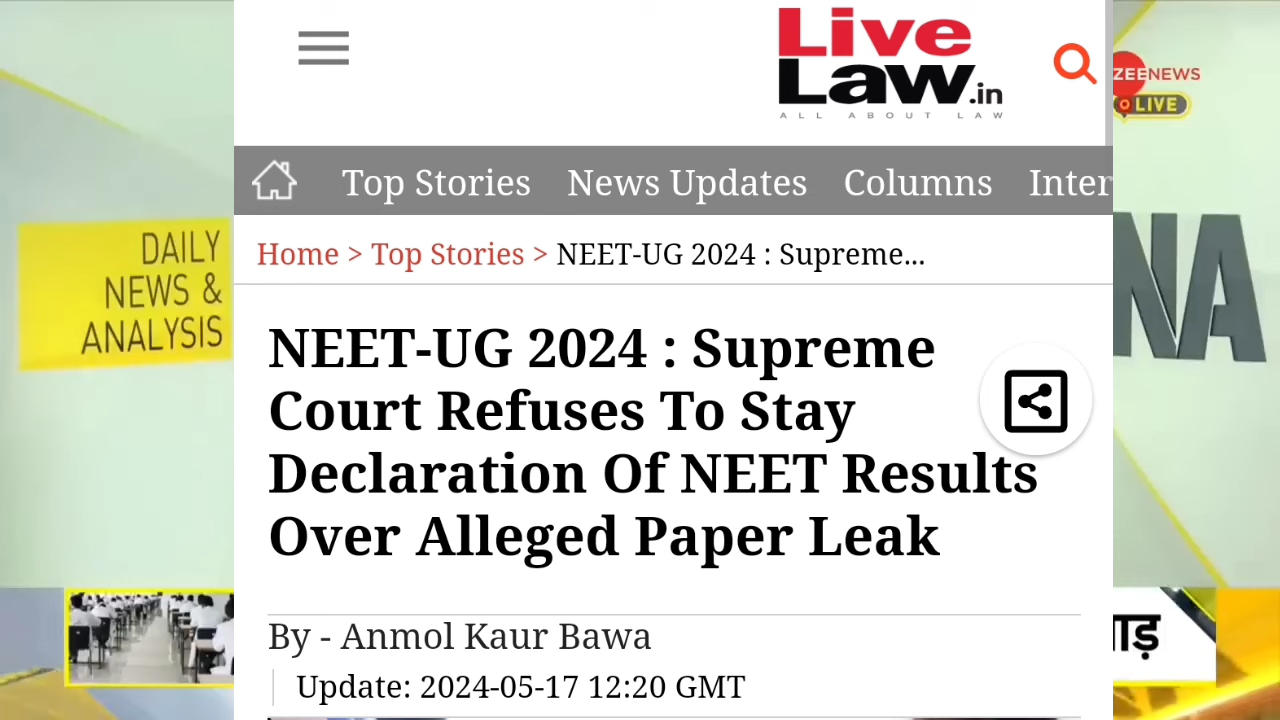 Live
Law.in
ALL ABOUT LAW
ZEENEWS
LIVE
Top Stories News Updates Columns Inter
Home > Top Stories > NEET-UG 2024 : Supreme...
DAILY
NEWS &
ANALYSIS
NA
NEET-UG 2024 : Supreme
Court Refuses To Stay
Declaration Of NEET Results
Over Alleged Paper Leak
By - Anmol Kaur Bawa
Update: 2024-05-17 12:20 GMT